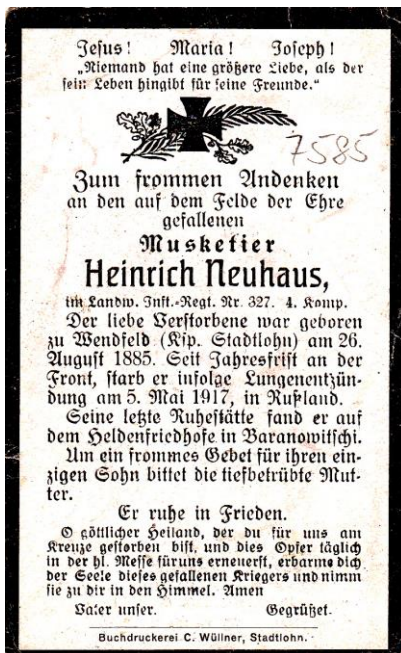 Jesus! Maria! Joseph!
„Niemand hat eine größere Liebe, als der
sein Leben hingibt für seine Freunde.“
7585
Zum frommen Andenken
an den auf dem Felde der Ehre
gefallenen
Musketier
Heinrich Neuhaus,
im Landw. Inft.-Regt. Nr. 327. 4. Komp.
Der liebe Verstorbene war geboren
zu Wendfeld (Ksp. Stadtlohn) am 26.
August 1885. Seit Jahresfrist an der
Front, starb er infolge Lungenentzün-
dung am 5. Mai 1917, in Rußland.
Seine letzte Ruhestätte fand er auf
dem Heldenfriedhofe in Baranowitschi.
Um ein frommes Gebet für ihren ein-
zigen Sohn bittet die tiefbetrübte Mut-
ter.
Er ruhe in Frieden.
O göttlicher Heiland, der du für uns am
Kreuze gestorben bist, und dies Opfer täglich
in der hl. Messe füruns erneuerst, erbarme dich
der Seele dieses gefallenen Kriegers und nimm
sie zu dir in den Himmel. Amen
Vater unser. Gegrüßet.
Buchdruckerei C. Wüllner, Stadtlohn.